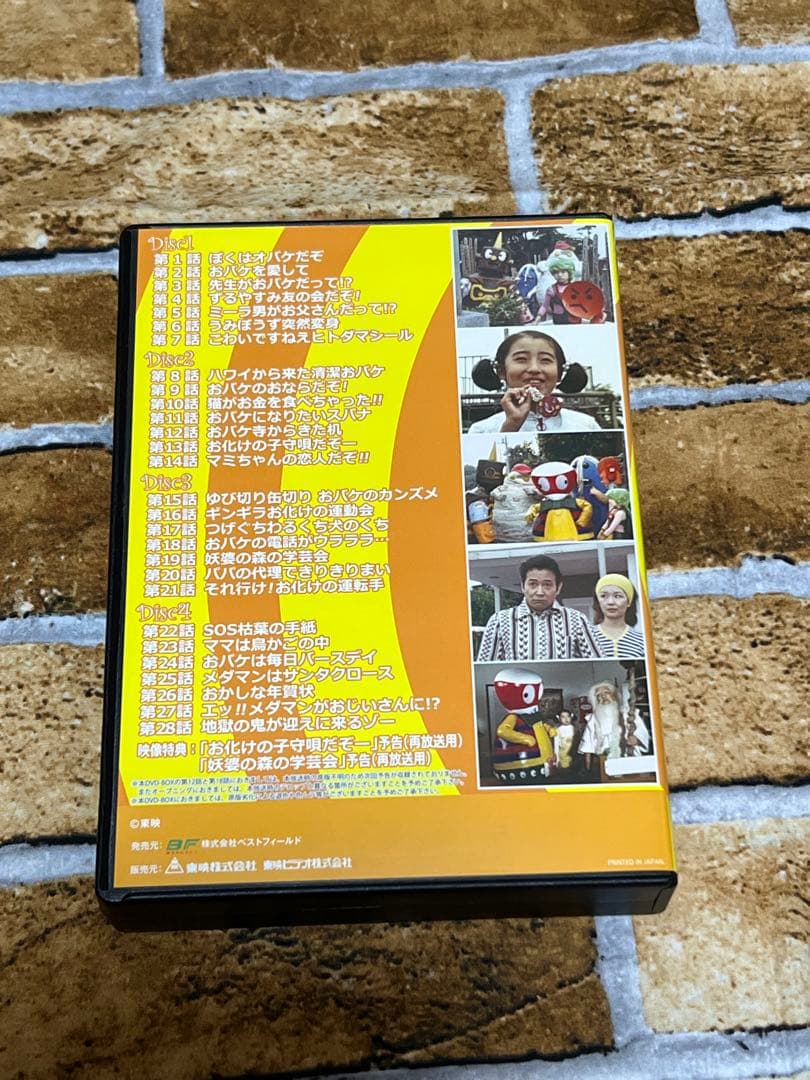 Disc1
第1話 ぼくはオバケだぞ
第2話 おバケを愛して
第3話 先生がおバケだって!?
第4話 ずるやすみ友の会だぞ!
第5話 ミーラ男がお父さんだって!?
第6話 うみぼうず突然変身
第7話 こわいですねえヒトダマシール
Disc2
第8話 ハワイから来た清潔おバケ
第9話 おバケのおならだぞ!
第10話 猫がお金を食べちゃった!!
第11話 おバケになりたいスパナ
第12話 おバケ寺からきた机
第13話 お化けの子守唄だぞー
第14話 マミちゃんの恋人だぞ!!
Disc3
第15話 ゆび切り缶切り おバケのカンズメ
第16話 ギンギラお化けの運動会
第17話 つげぐちわるくち犬のくち
第18話 おバケの電話がウラララ…
第19話 妖婆の森の学芸会
第20話 パパの代理できりきりまい
第21話 それ行け!お化けの運転手
Disc4
第22話 SOS枯葉の手紙
第23話 ママは鳥かごの中
第24話 おバケは毎日バースデイ
第25話 メダマンはサンタクロース
第26話 おかしな年賀状
第27話 エッ!!メダマンがおじいさんに!?
第28話 地獄の鬼が迎えに来るゾー
映像特典:「お化けの子守唄だぞー」予告(再放送用)
「妖婆の森の学芸会」予告(再放送用)
©東映
発売元: BF 株式会社ベストフィールド
販売元: 東映株式会社 東映ビデオ株式会社
PRINTED IN JAPAN.